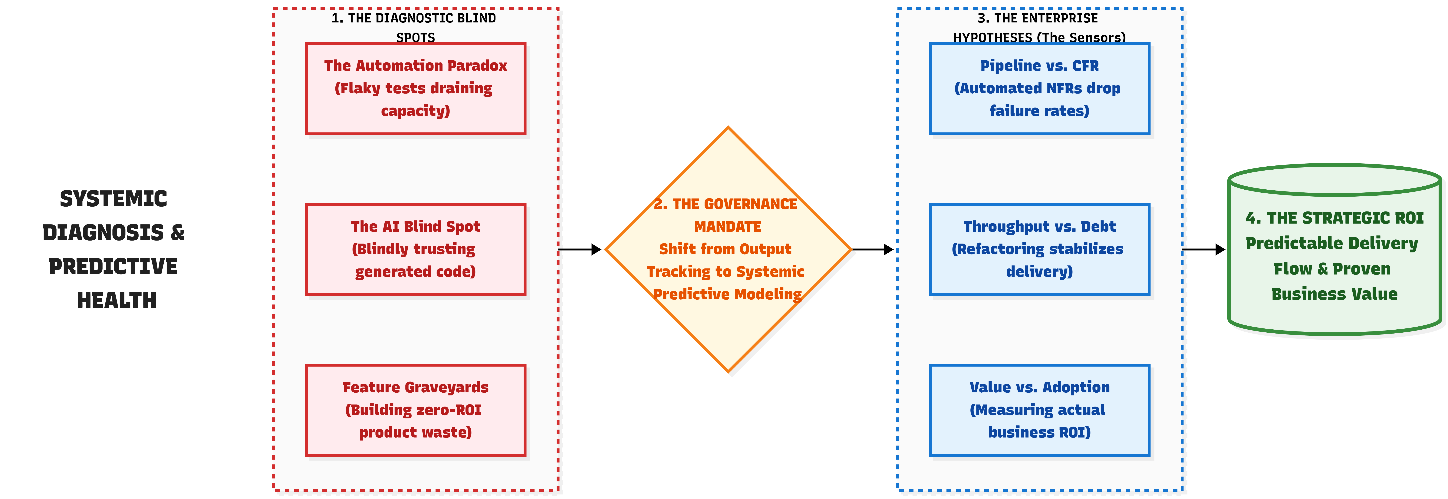 SYSTEMIC
DIAGNOSIS &
PREDICTIVE
HEALTH
1. THE DIAGNOSTIC BLIND
SPOTS
The Automation Paradox
(Flaky tests draining
capacity)
The AI Blind Spot
(Blindly trusting
generated code)
Feature Graveyards
(Building zero-ROI
product waste)
2. THE GOVERNANCE
MANDATE
Shift from Output
Tracking to Systemic
Predictive Modeling
3. THE ENTERPRISE
HYPOTHESES (The Sensors)
Pipeline vs. CFR
(Automated NFRs drop
failure rates)
Throughput vs. Debt
(Refactoring stabilizes
delivery)
Value vs. Adoption
(Measuring actual
business ROI)
4. THE STRATEGIC ROI
Predictable Delivery
Flow & Proven
Business Value